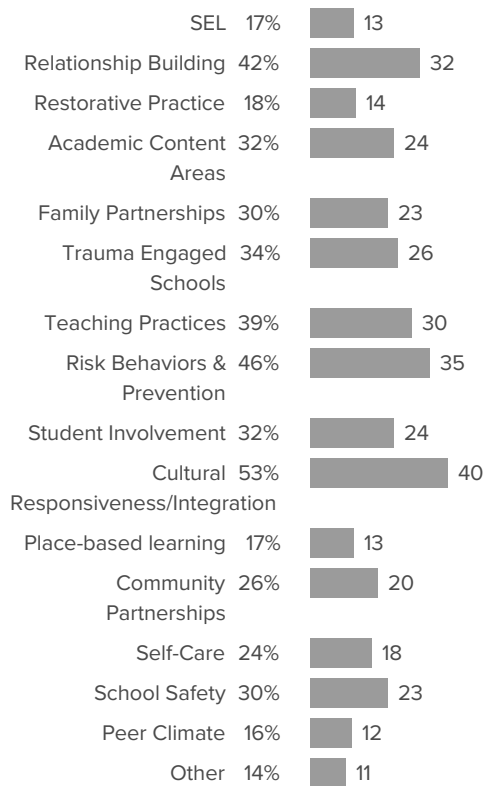 SEL 17% 13
Relationship Building 42% 32
Restorative Practice 18% 14
Academic Content 32% 24
Areas
Family Partnerships 30% 23
Trauma Engaged 34% 26
Schools
Teaching Practices 39% 30
Risk Behaviors & 46% 35
Prevention
Student Involvement 32% 24
Cultural 53% 40
Responsiveness/Integration
Place-based learning 17% 13
Community 26% 20
Partnerships
Self-Care 24% 18
School Safety 30% 23
Peer Climate 16% 12
Other 14% 11